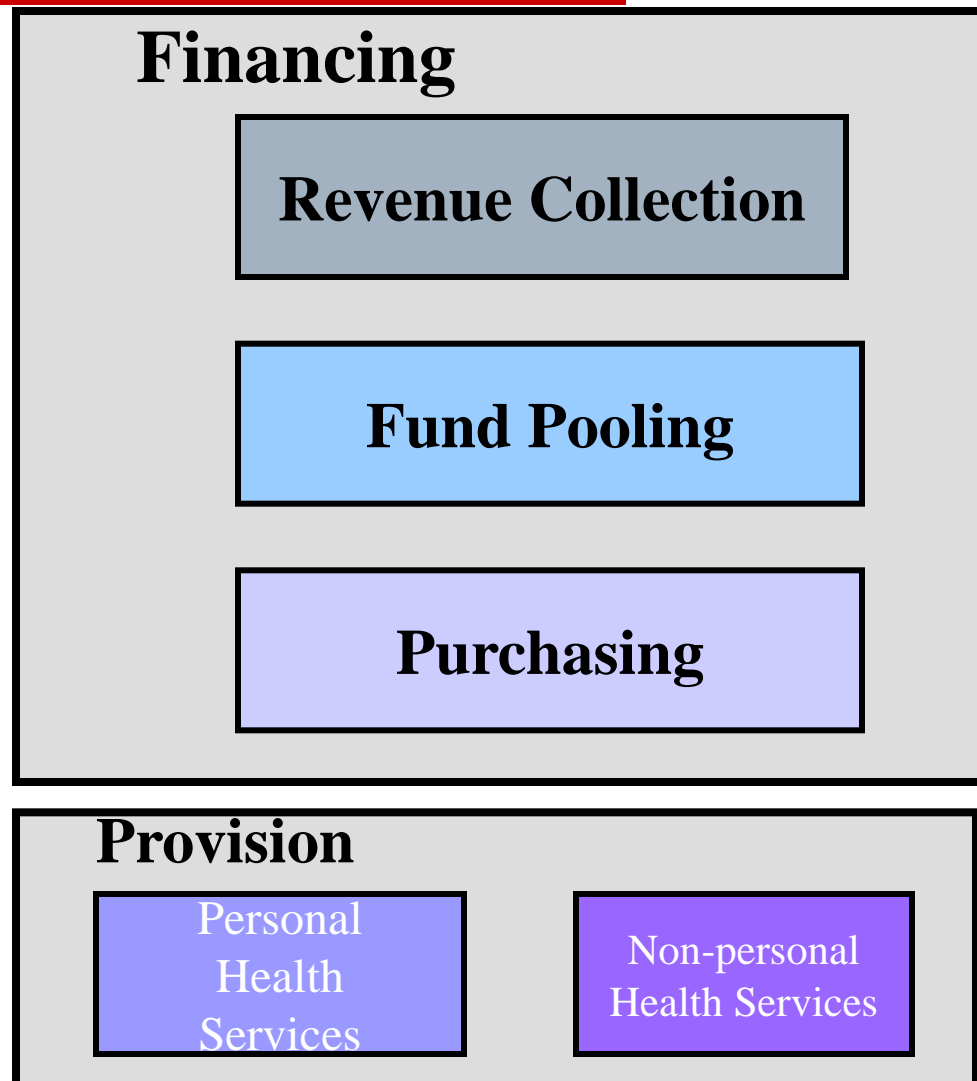 Financing
Revenue Collection
Fund Pooling
Purchasing
Provision
Personal
Health
Services
Non-personal
Health Services